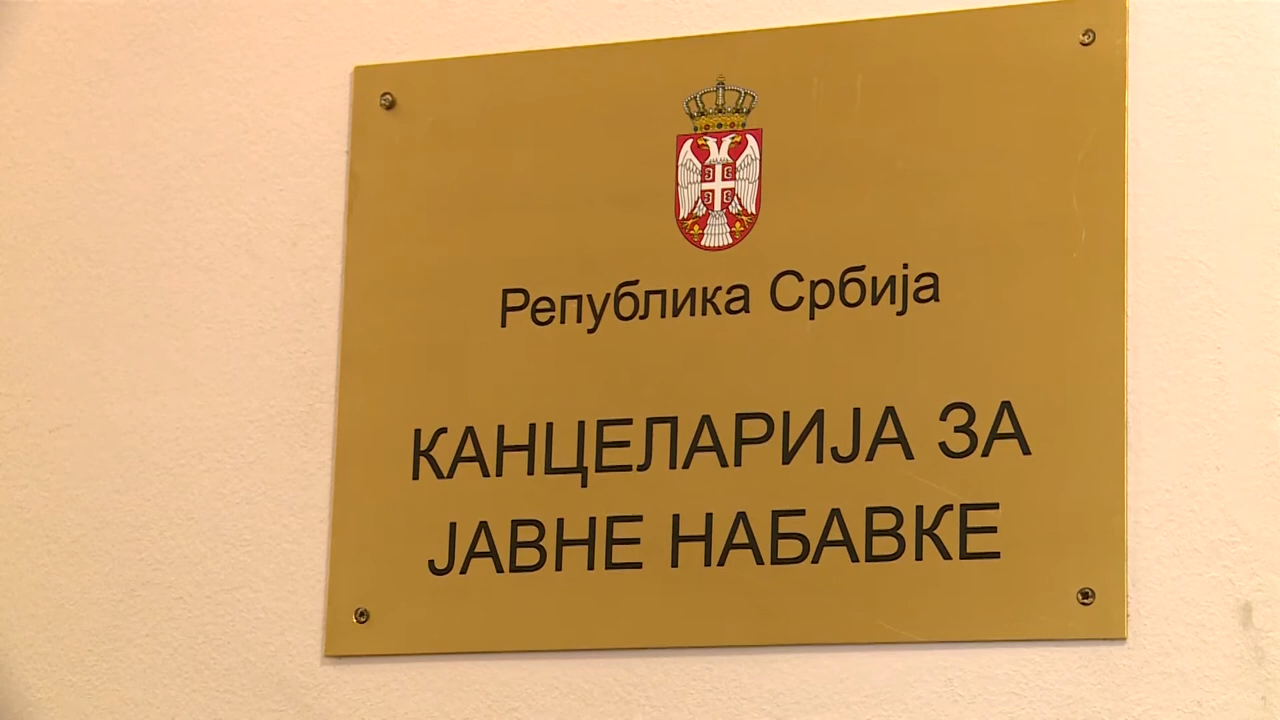 Република Србија
КАНЦЕЛАРИЈА ЗА
ЈАВНЕ НАБАВКЕ